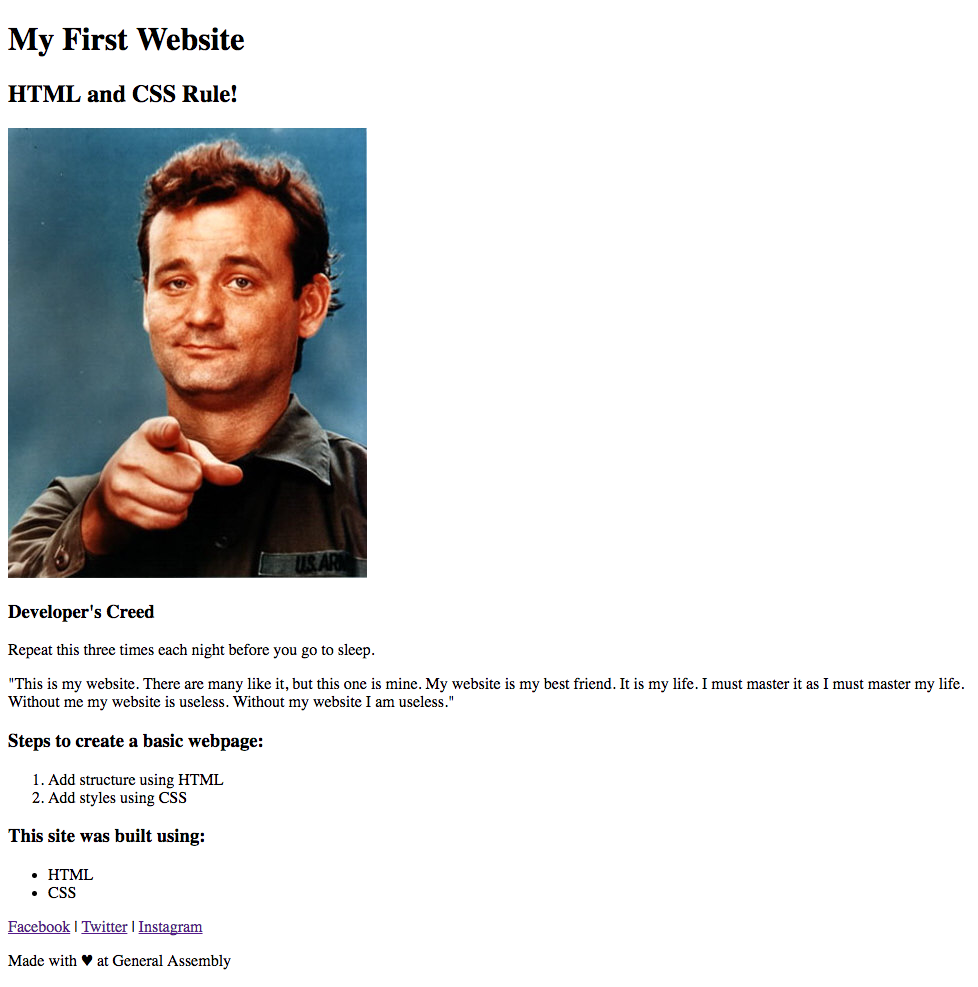 My First Website
HTML and CSS Rule!
U.S. ARM
Developer's Creed
Repeat this three times each night before you go to sleep.
"This is my website. There are many like it, but this one is mine. My website is my best friend. It is my life. I must master it as I must master my life.
Without me my website is useless. Without my website I am useless."
Steps to create a basic webpage:
1. Add structure using HTML
2. Add styles using CSS
This site was built using:
• HTML
• CSS
Facebook | Twitter | Instagram
Made with ♥ at General Assembly